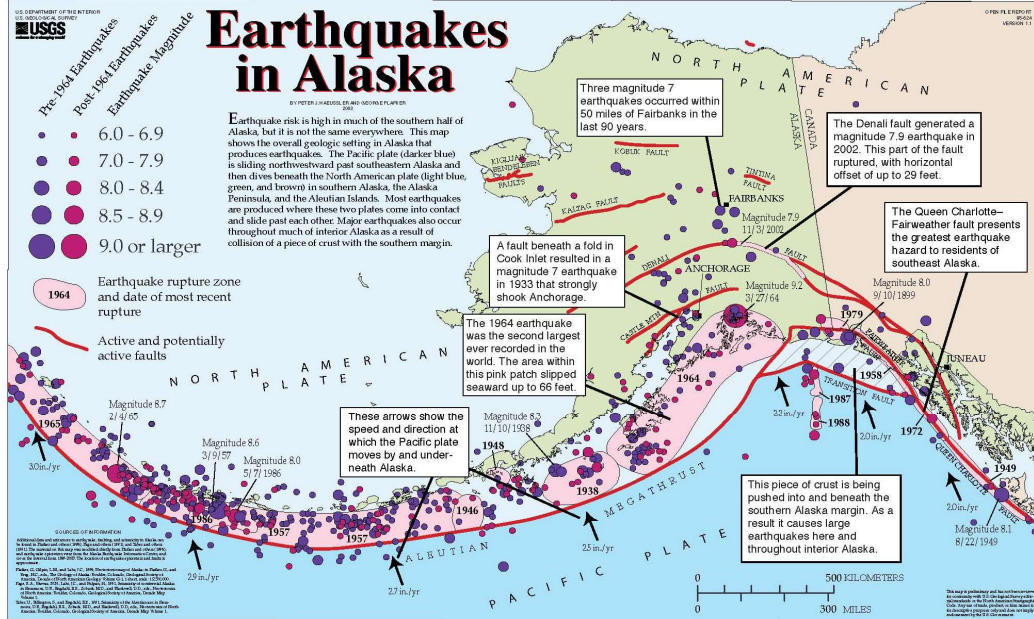 U.S. DEPARTMENT OF THE INTERIOR
U.S. GEOLOGICAL SURVEY
USGS
OPEN FILE REPORT
95-624
VERSION 1.1
Earthquakes
in Alaska
BY PETER J. HAEUSSLER AND GEORGE PLAFKER
Earthquake risk is high in much of the southern half of
Alaska, but it is not the same everywhere. This map
shows the overall geologic setting in Alaska that
produces earthquakes. The Pacific plate (darker blue)
is sliding northwestward past southeastern Alaska and
then dives beneath the North American plate (light blue,
green, and brown) in southern Alaska, the Alaska
Peninsula, and the Aleutian Islands. Most earthquakes
are produced where these two plates come into contact
and slide past each other. Major earthquakes also occur
throughout much of interior Alaska as a result of
collision of a piece of crust with the southern margin.
Pre-1964 Earthquakes
Post-1964 Earthquakes
Earthquake Magnitude
6.0 - 6.9
7.0 - 7.9
8.0 - 8.4
8.5 - 8.9
9.0 or larger
1964
Earthquake rupture zone
and date of most recent
rupture
Active and potentially
active faults
NORTH AMERICAN
PLATE
ALASKA
CANADA
Three magnitude 7
earthquakes occurred within
50 miles of Fairbanks in the
last 90 years.
The Denali fault generated a
magnitude 7.9 earthquake in
2002. This part of the fault
ruptured, with horizontal
offset of up to 29 feet.
The Queen Charlotte–
Fairweather fault presents
the greatest earthquake
hazard to residents of
southeast Alaska.
A fault beneath a fold in
Cook Inlet resulted in a
magnitude 7 earthquake
in 1933 that strongly
shook Anchorage.
The 1964 earthquake
was the second largest
ever recorded in the
world. The area within
this pink patch slipped
seaward up to 66 feet.
These arrows show the
speed and direction at
which the Pacific plate
moves by and under-
neath Alaska.
This piece of crust is being
pushed into and beneath the
southern Alaska margin. As a
result it causes large
earthquakes here and
throughout interior Alaska.
KIGLUAIK
BENDELEBEN
FAULTS
KOBUK FAULT
KALTAG FAULT
TINTINA
FAULT
FAIRBANKS
Magnitude 7.9
11/3/2002
DENALI
FAULT
ANCHORAGE
CASTLE MTN.
FAULT
Magnitude 9.2
3/27/64
Magnitude 8.0
9/10/1899
1979
FAIRWEATHER
FAULT
JUNEAU
1958
TRANSITION FAULT
1964
1987
1988
1972
2.2 in./yr
2.0 in./yr
QUEEN CHARLOTTE
FAULT
1949
2.0 in./yr
Magnitude 8.1
8/22/1949
NORTH AMERICAN
PLATE
1965
Magnitude 8.7
2/4/65
3.0 in./yr
Magnitude 8.6
3/9/57
Magnitude 8.0
5/7/1986
1986
1957
1957
1946
1948
Magnitude 8.3
11/10/1938
1938
ALEUTIAN
MEGATHRUST
2.9 in./yr
2.7 in./yr
2.5 in./yr
PACIFIC PLATE
0 500 KILOMETERS
0 300 MILES
SOURCES OF INFORMATION